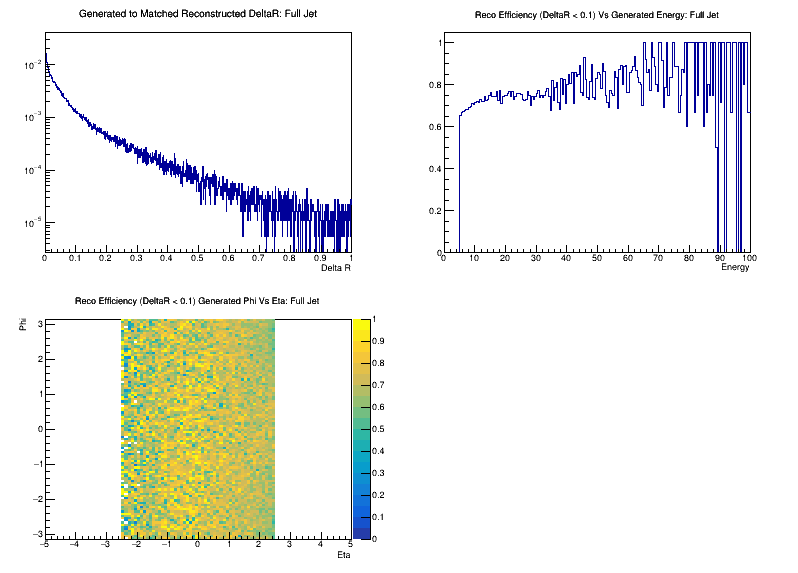 Generated to Matched Reconstructed DeltaR: Full Jet
10⁻²
10⁻³
10⁻⁴
10⁻⁵
0 0.1 0.2 0.3 0.4 0.5 0.6 0.7 0.8 0.9 1
Delta R
Reco Efficiency (DeltaR < 0.1) Vs Generated Energy: Full Jet
1
0.8
0.6
0.4
0.2
0
0 10 20 30 40 50 60 70 80 90 100
Energy
Reco Efficiency (DeltaR < 0.1) Generated Phi Vs Eta: Full Jet
Phi
3
2
1
0
−1
−2
−3
−5 −4 −3 −2 −1 0 1 2 3 4 5
Eta
1
0.9
0.8
0.7
0.6
0.5
0.4
0.3
0.2
0.1
0